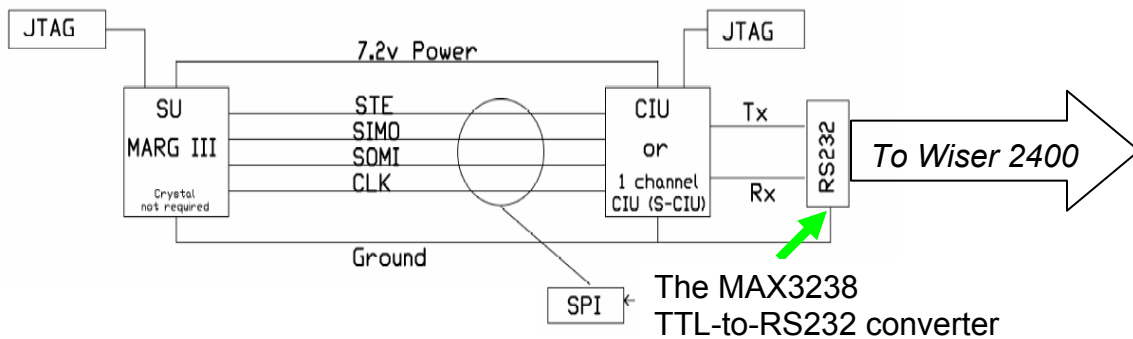 JTAG
JTAG
7.2v Power
SU
MARG III
Crystal
not required
STE
SIMO
SOMI
CLK
CIU
or
1 channel
CIU (S-CIU)
Tx
Rx
RS232
To Wiser 2400
Ground
SPI
The MAX3238
TTL-to-RS232 converter